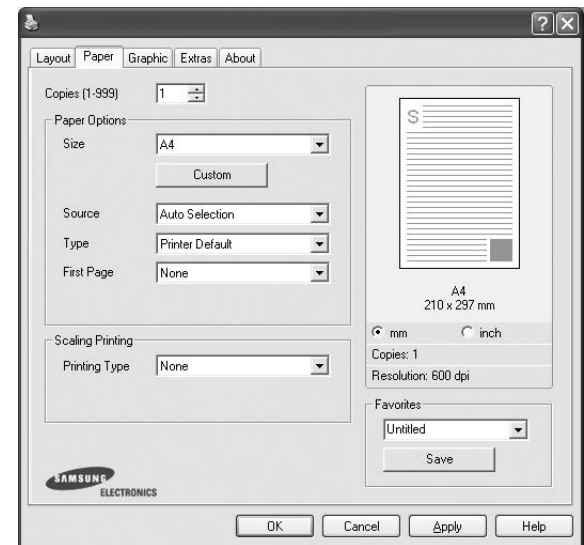 Layout Paper Graphic Extras About
Copies (1-999) 1
Paper Options
Size A4
Custom
Source Auto Selection
Type Printer Default
First Page None
Scaling Printing
Printing Type None
SAMSUNG
ELECTRONICS
S
A4
210 x 297 mm
mm inch
Copies: 1
Resolution: 600 dpi
Favorites
Untitled
Save
OK Cancel Apply Help